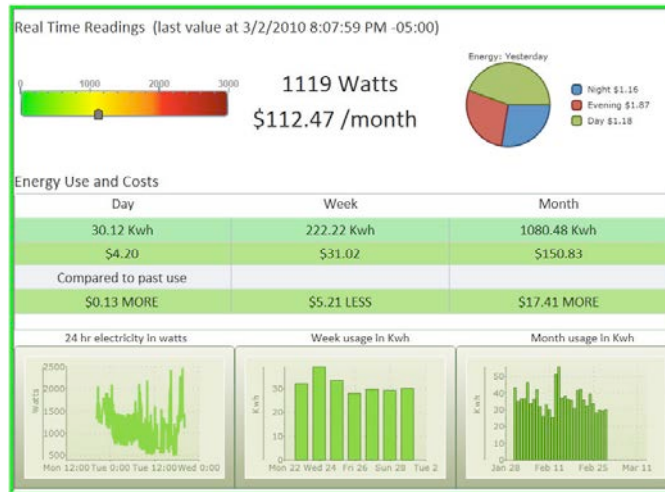 Real Time Readings (last value at 3/2/2010 8:07:59 PM -05:00)
Energy: Yesterday
0 1000 2000 3000
1119 Watts
$112.47 /month
Night $1.16
Evening $1.87
Day $1.18
Energy Use and Costs
Day Week Month
30.12 Kwh 222.22 Kwh 1080.48 Kwh
$4.20 $31.02 $150.83
Compared to past use
$0.13 MORE $5.21 LESS $17.41 MORE
24 hr electricity in watts
Watts
2500
2000
1500
1000
500
Mon 12:00 Tue 0:00 Tue 12:00 Wed 0:00
Week usage in Kwh
Kwh
30
20
10
0
Mon 22 Wed 24 Fri 26 Sun 28 Tue 2
Month usage in Kwh
Kwh
50
40
30
20
10
0
Jan 28 Feb 11 Feb 25 Mar 11